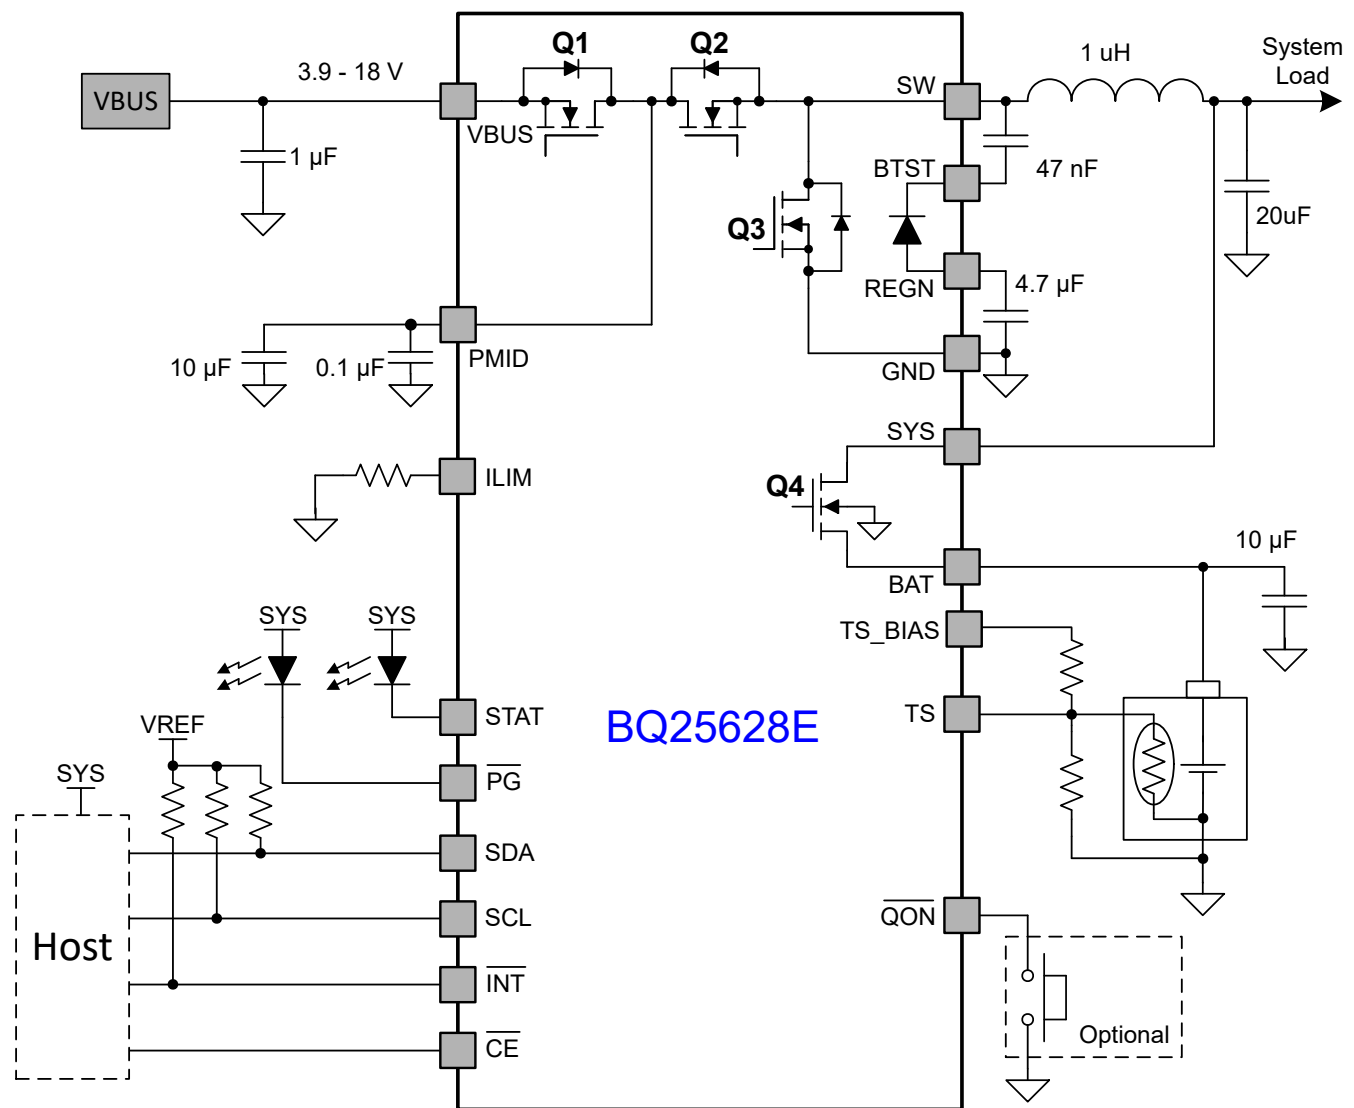 Q1
Q2
3.9 - 18 V
1 uH
System
Load
VBUS
SW
VBUS
1 µF
BTST
47 nF
Q3
20uF
REGN
4.7 µF
10 µF
0.1 µF
PMID
GND
SYS
ILIM
Q4
10 µF
BAT
SYS
SYS
TS_BIAS
STAT
BQ25628E
TS
VREF
SYS
PG
SDA
SCL
QON
Host
INT
Optional
CE